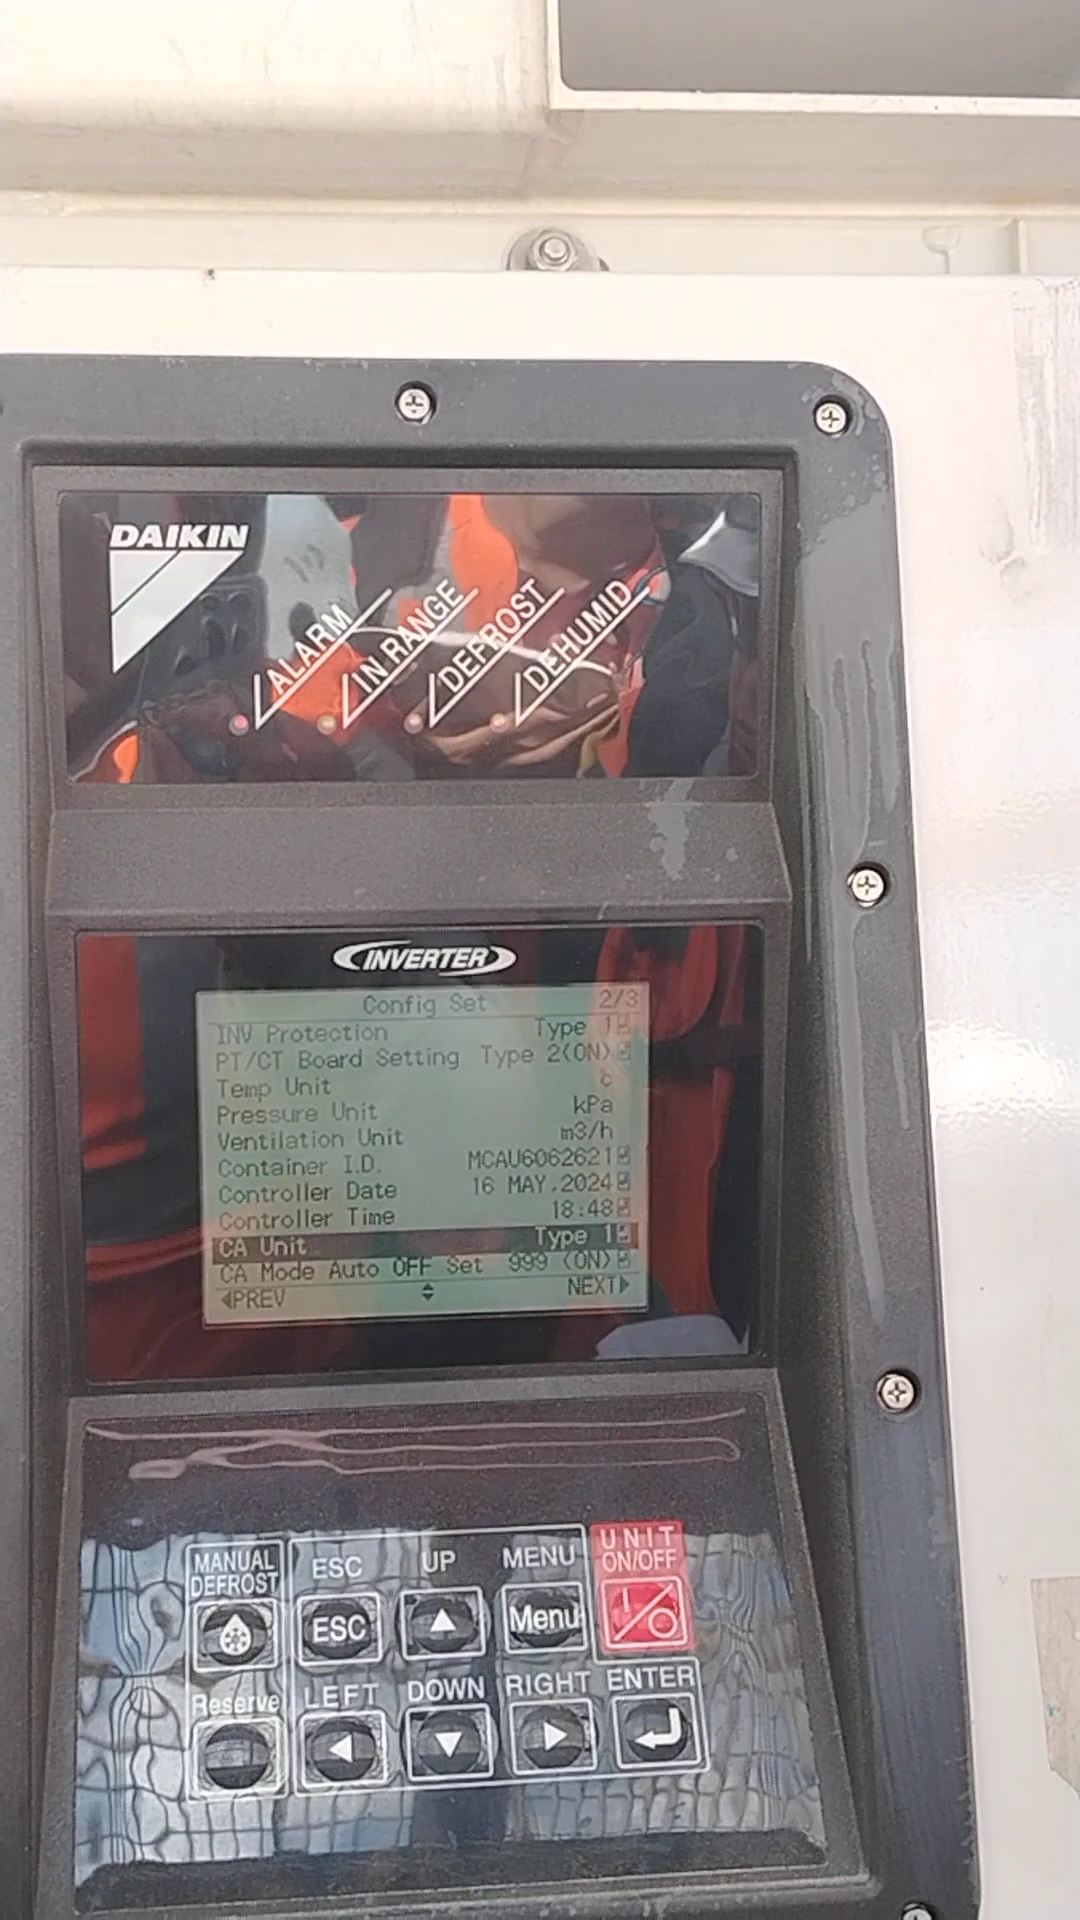 DAIKIN
ALARM
IN RANGE
DEFROST
DEHUMID
INVERTER
Config Set 2/3
INV Protection Type 1
PT/CT Board Setting Type 2(ON)
Temp Unit °C
Pressure Unit kPa
Ventilation Unit m3/h
Container I.D. MCAU6062621
Controller Date 16 MAY.2024
Controller Time 18:48
CA Unit Type 1
CA Mode Auto OFF Set 999 (ON)
PREV NEXT
MANUAL DEFROST
ESC
UP
MENU
UNIT ON/OFF
ESC
Menu
Reserve
LEFT
DOWN
RIGHT
ENTER